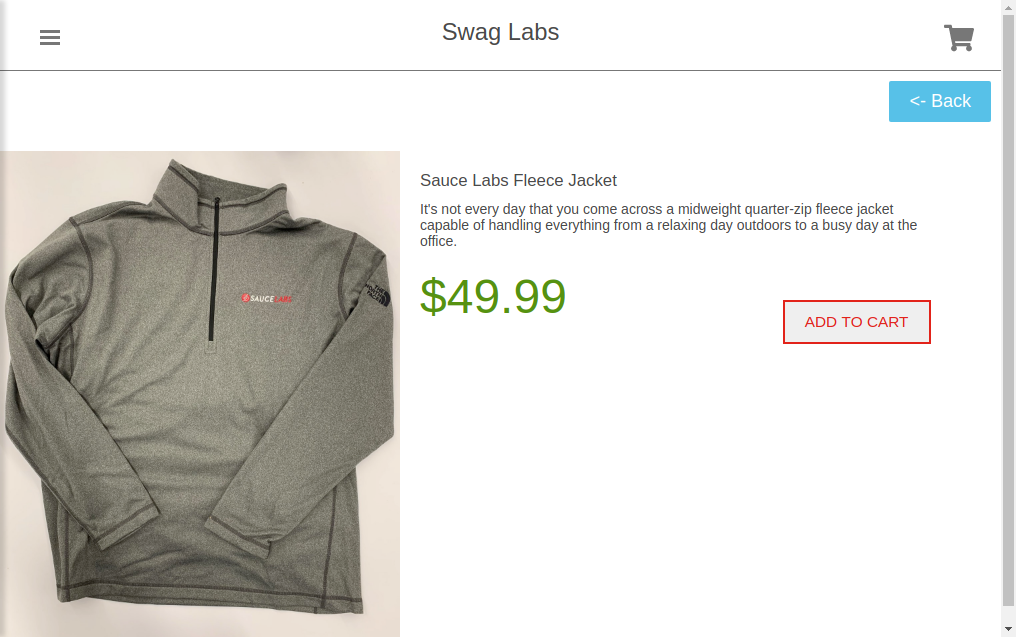 Swag Labs
<- Back
Sauce Labs Fleece Jacket
It's not every day that you come across a midweight quarter-zip fleece jacket
capable of handling everything from a relaxing day outdoors to a busy day at the
office.
$49.99
ADD TO CART
SAUCE LABS
THE
NORTH
FACE